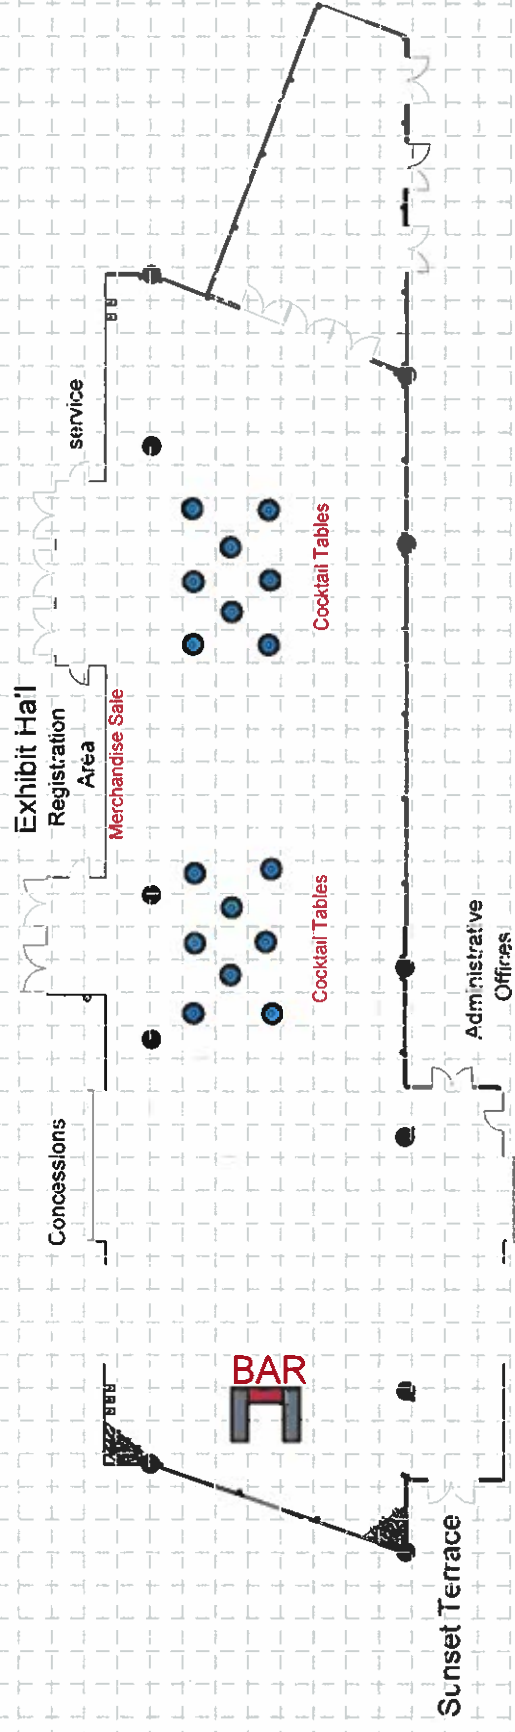 service
Cocktail Tables
Exhibit Hall
Registration
Area
Merchandise Sale
Cocktail Tables
Administrative
Offices
Concessions
BAR
Sunset Terrace